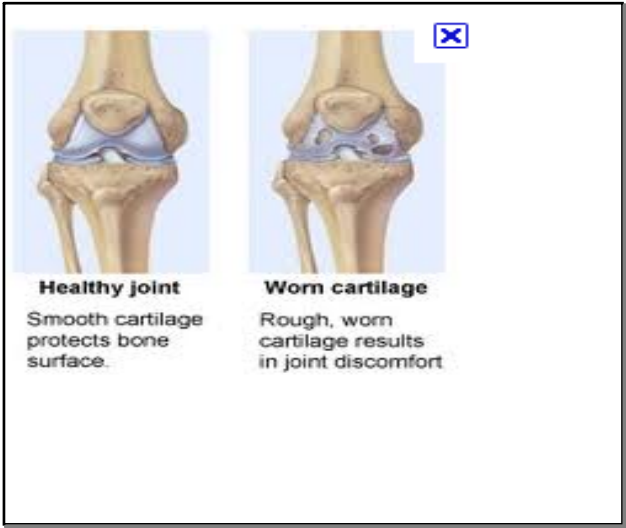 Healthy joint
Smooth cartilage
protects bone
surface.
Worn cartilage
Rough, worn
cartilage results
in joint discomfort